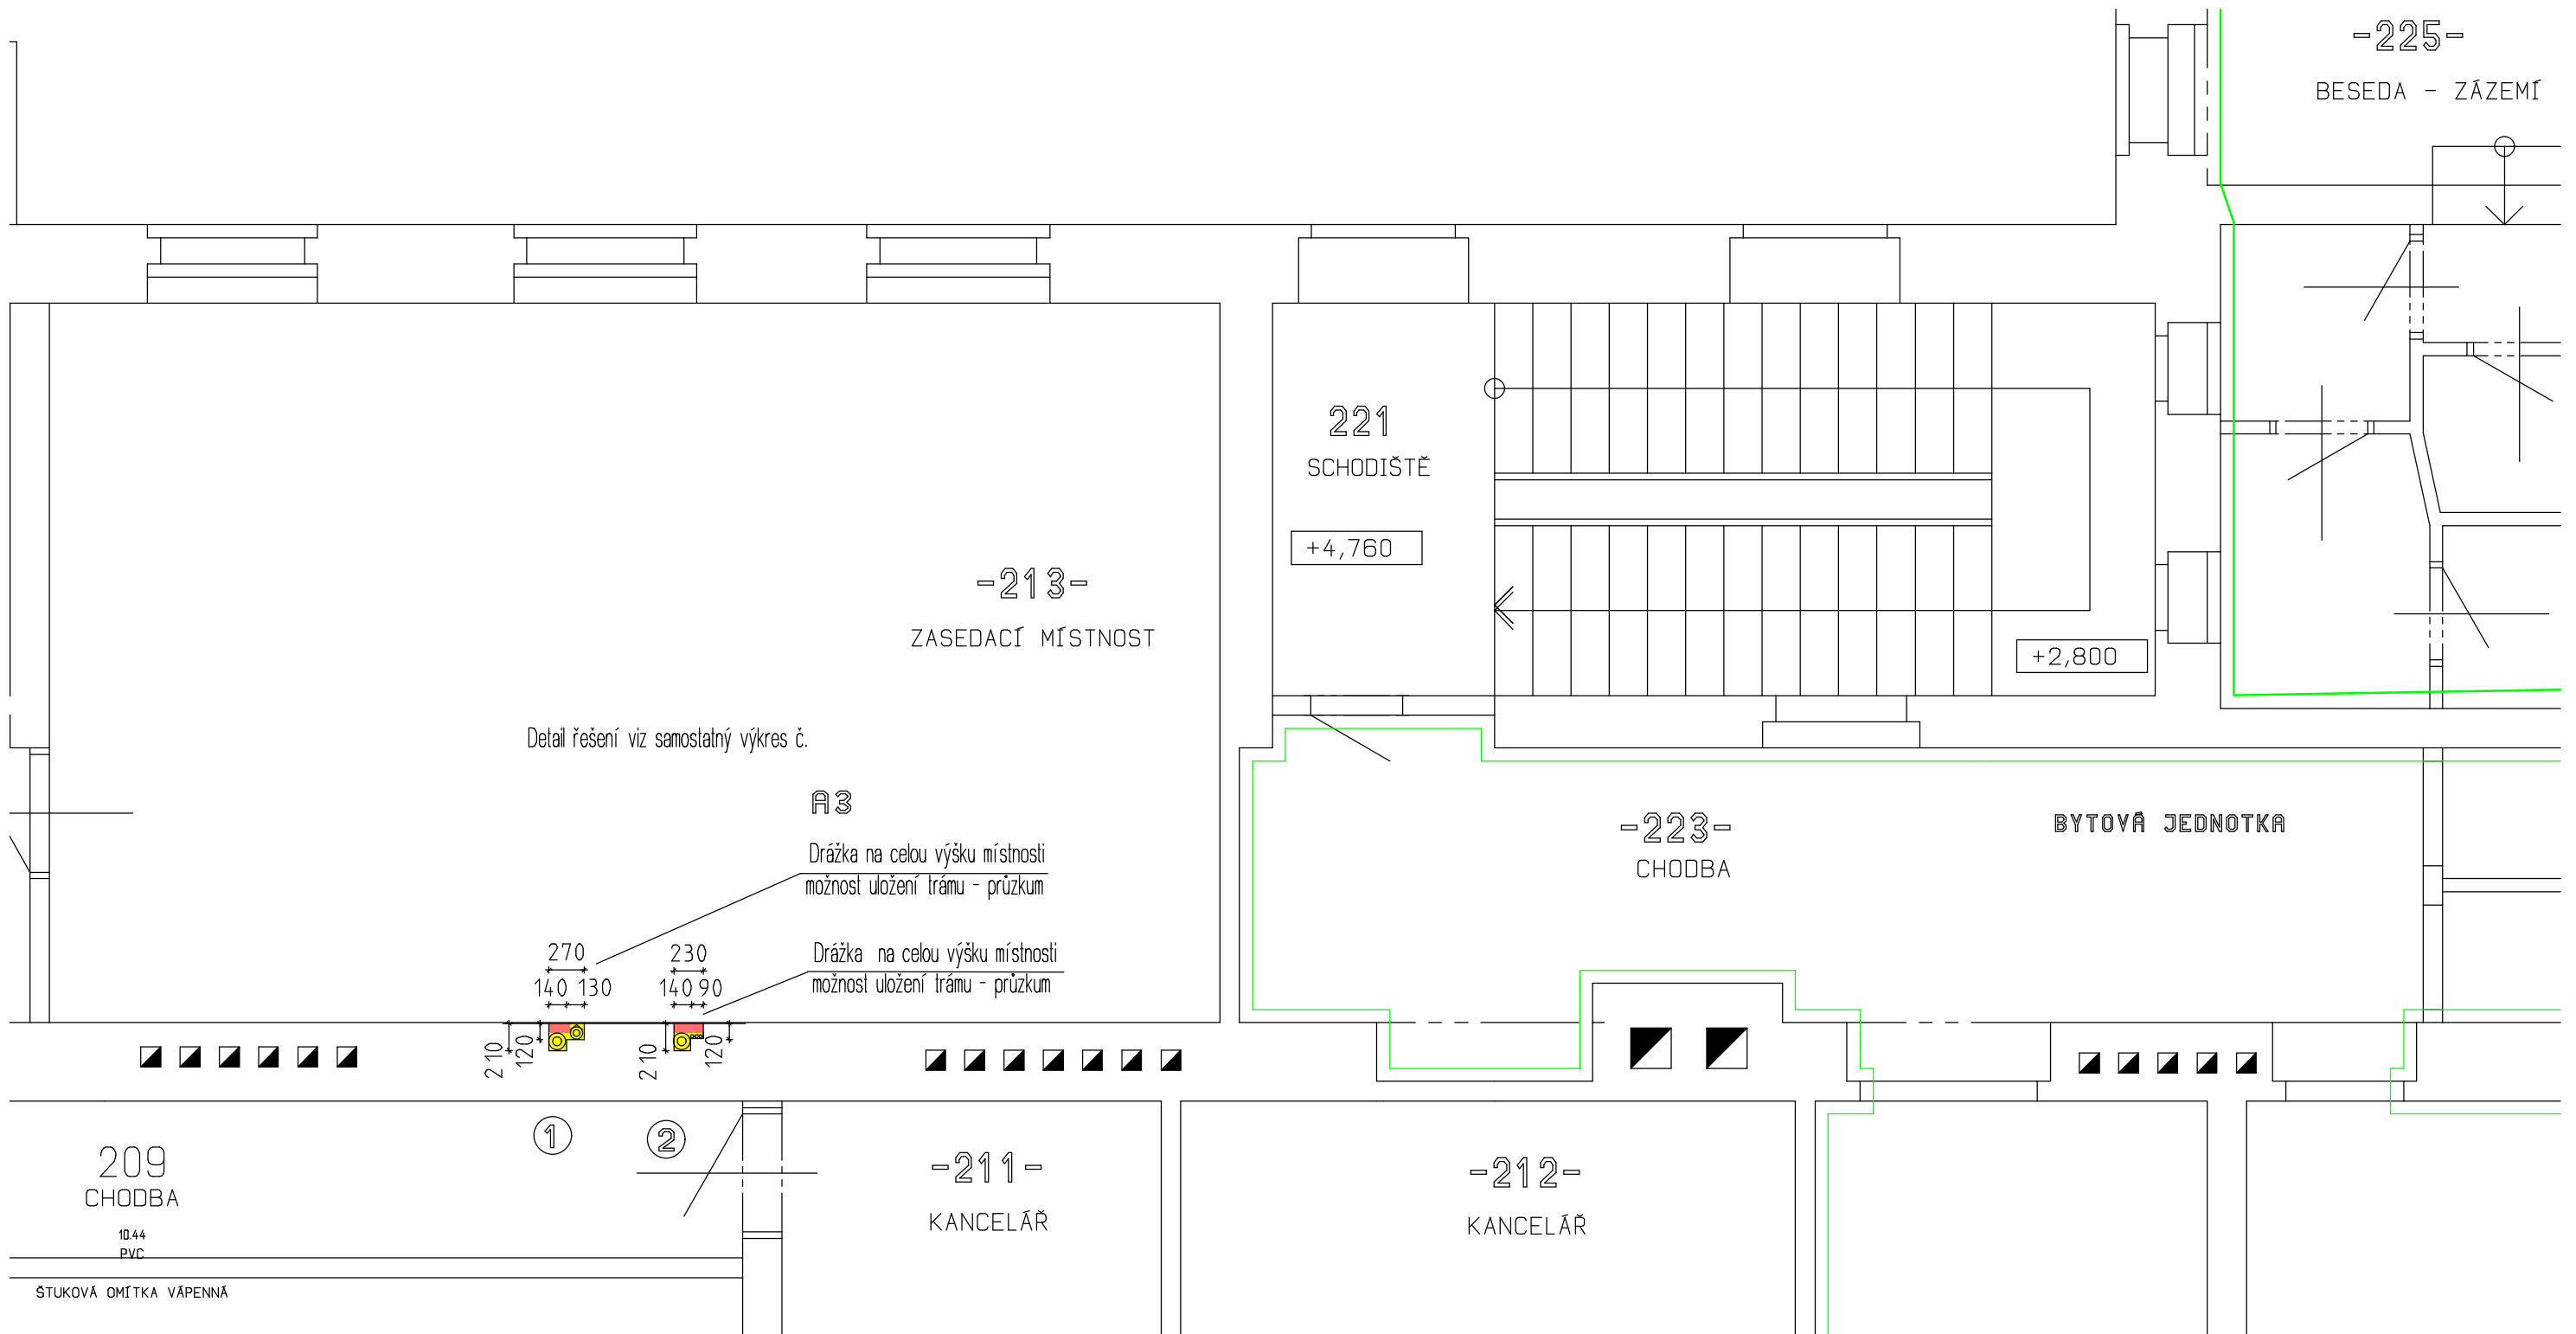 -225-
BESEDA - ZÁZEMÍ
221
SCHODIŠTĚ
+4,760
+2,800
-213-
ZASEDACÍ MÍSTNOST
Detail řešení viz samostatný výkres č.
A3
Drážka na celou výšku místnosti
možnost uložení trámu - průzkum
Drážka na celou výšku místnosti
možnost uložení trámu - průzkum
270
230
140 130
140 90
210
120
210
120
-223-
CHODBA
BYTOVÁ JEDNOTKA
1
2
209
CHODBA
10.44
PVC
ŠTUKOVÁ OMÍTKA VÁPENNÁ
-211-
KANCELÁŘ
-212-
KANCELÁŘ